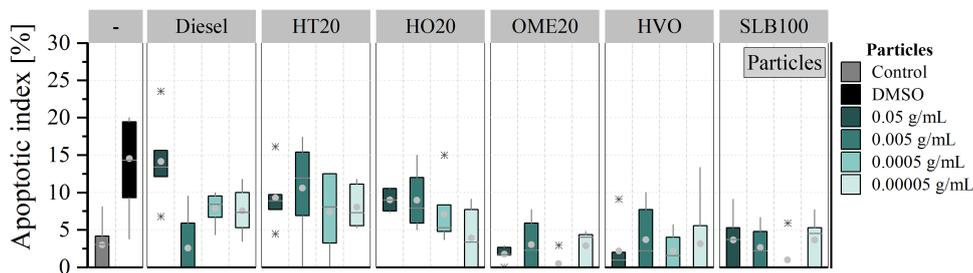 - Diesel HT20 HO20 OME20 HVO SLB100
Apoptotic index [%]
30
25
20
15
10
5
0
Particles
Particles
Control
DMSO
0.05 g/mL
0.005 g/mL
0.0005 g/mL
0.00005 g/mL